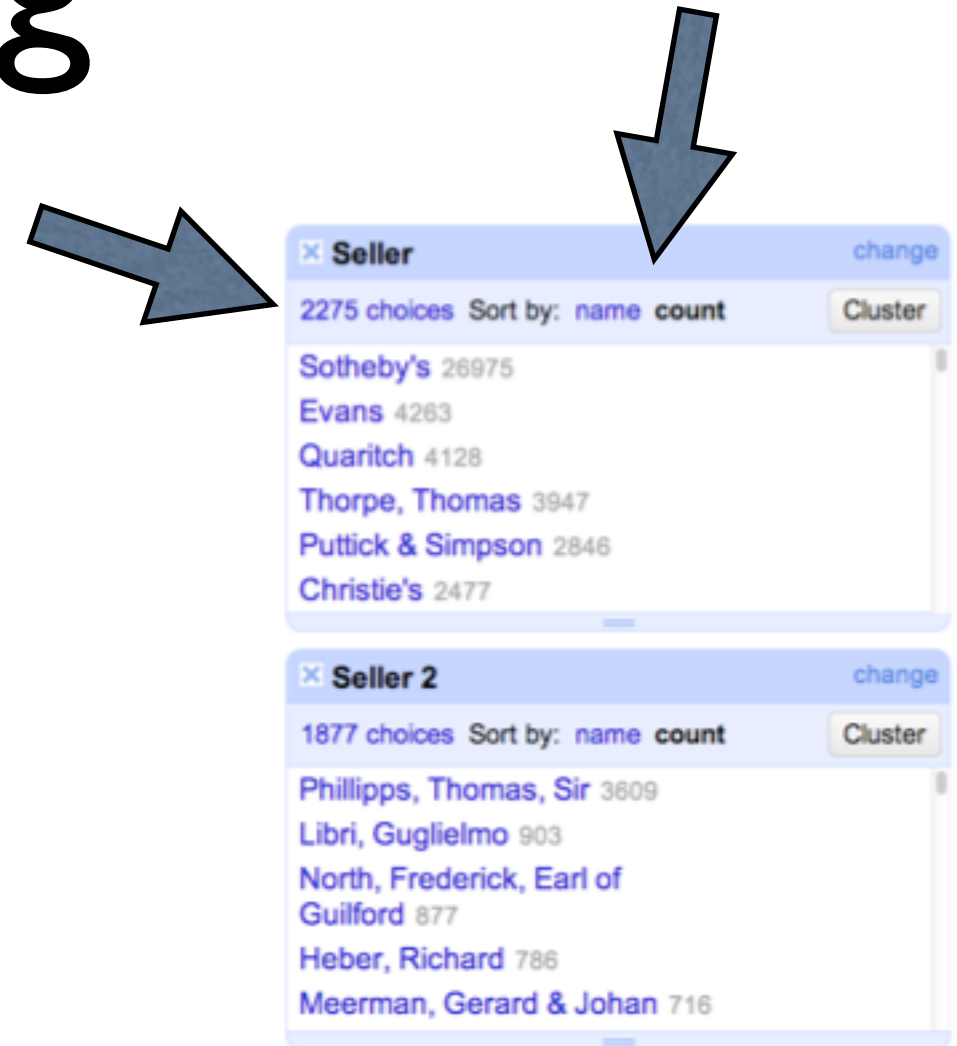 g
× Seller change
2275 choices Sort by: name count Cluster
Sotheby's 26975
Evans 4263
Quaritch 4128
Thorpe, Thomas 3947
Puttick & Simpson 2846
Christie's 2477
× Seller 2 change
1877 choices Sort by: name count Cluster
Phillipps, Thomas, Sir 3609
Libri, Guglielmo 903
North, Frederick, Earl of
Guilford 877
Heber, Richard 786
Meerman, Gerard & Johan 716